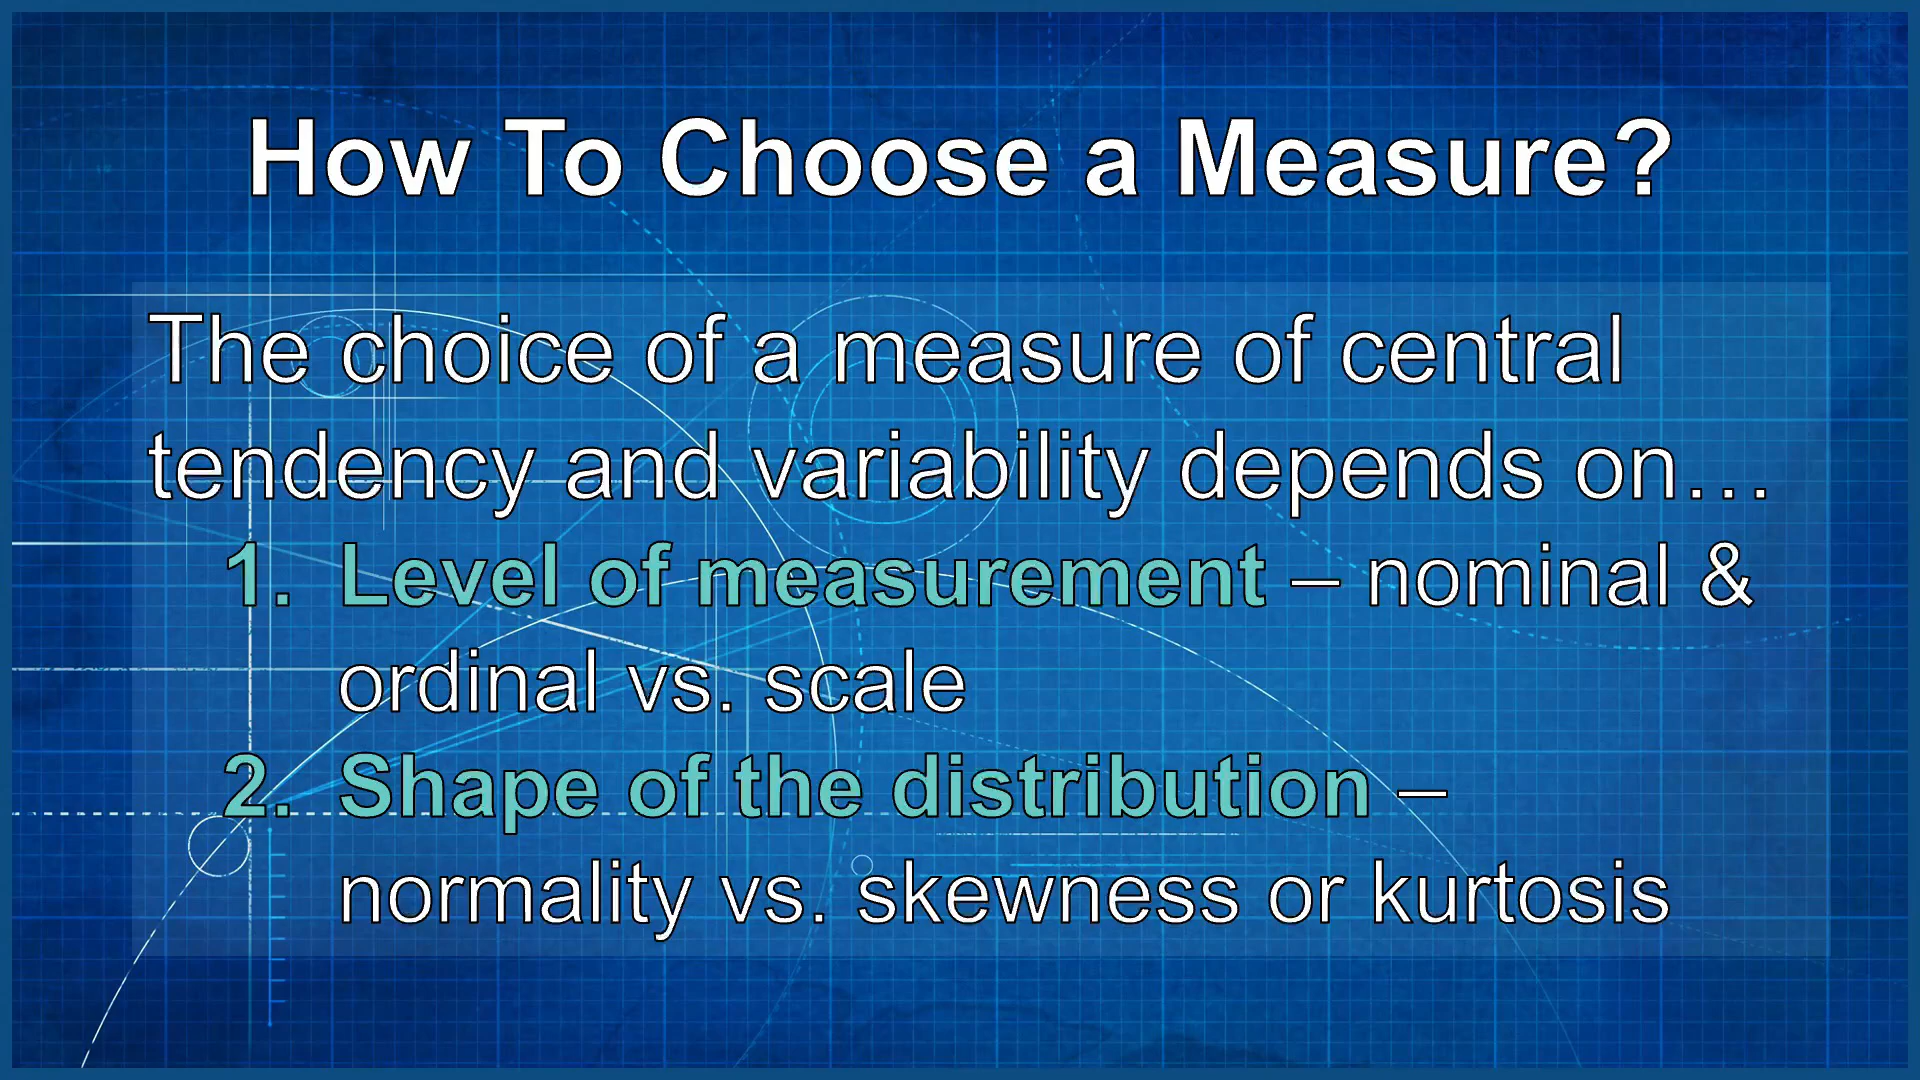 How To Choose a Measure?
The choice of a measure of central
tendency and variability depends on…
1. Level of measurement – nominal &
ordinal vs. scale
2. Shape of the distribution –
normality vs. skewness or kurtosis